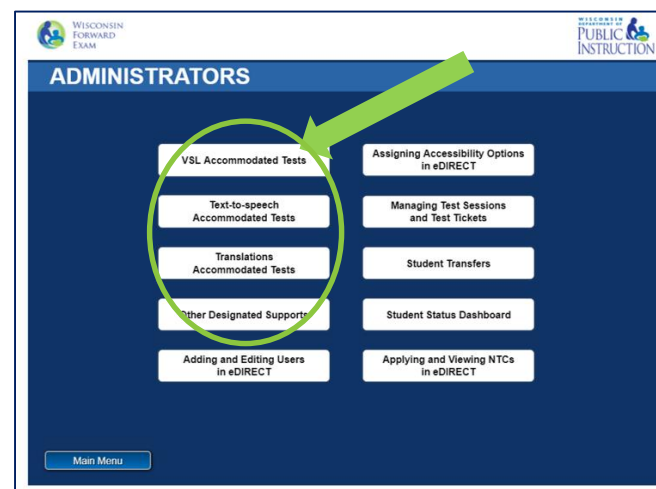 WISCONSIN
FORWARD
EXAM
WISCONSIN
DEPARTMENT OF
PUBLIC
INSTRUCTION
ADMINISTRATORS
VSL Accommodated Tests
Assigning Accessibility Options
in eDIRECT
Text-to-speech
Accommodated Tests
Managing Test Sessions
and Test Tickets
Translations
Accommodated Tests
Student Transfers
Other Designated Supports
Student Status Dashboard
Adding and Editing Users
in eDIRECT
Applying and Viewing NTCs
in eDIRECT
Main Menu